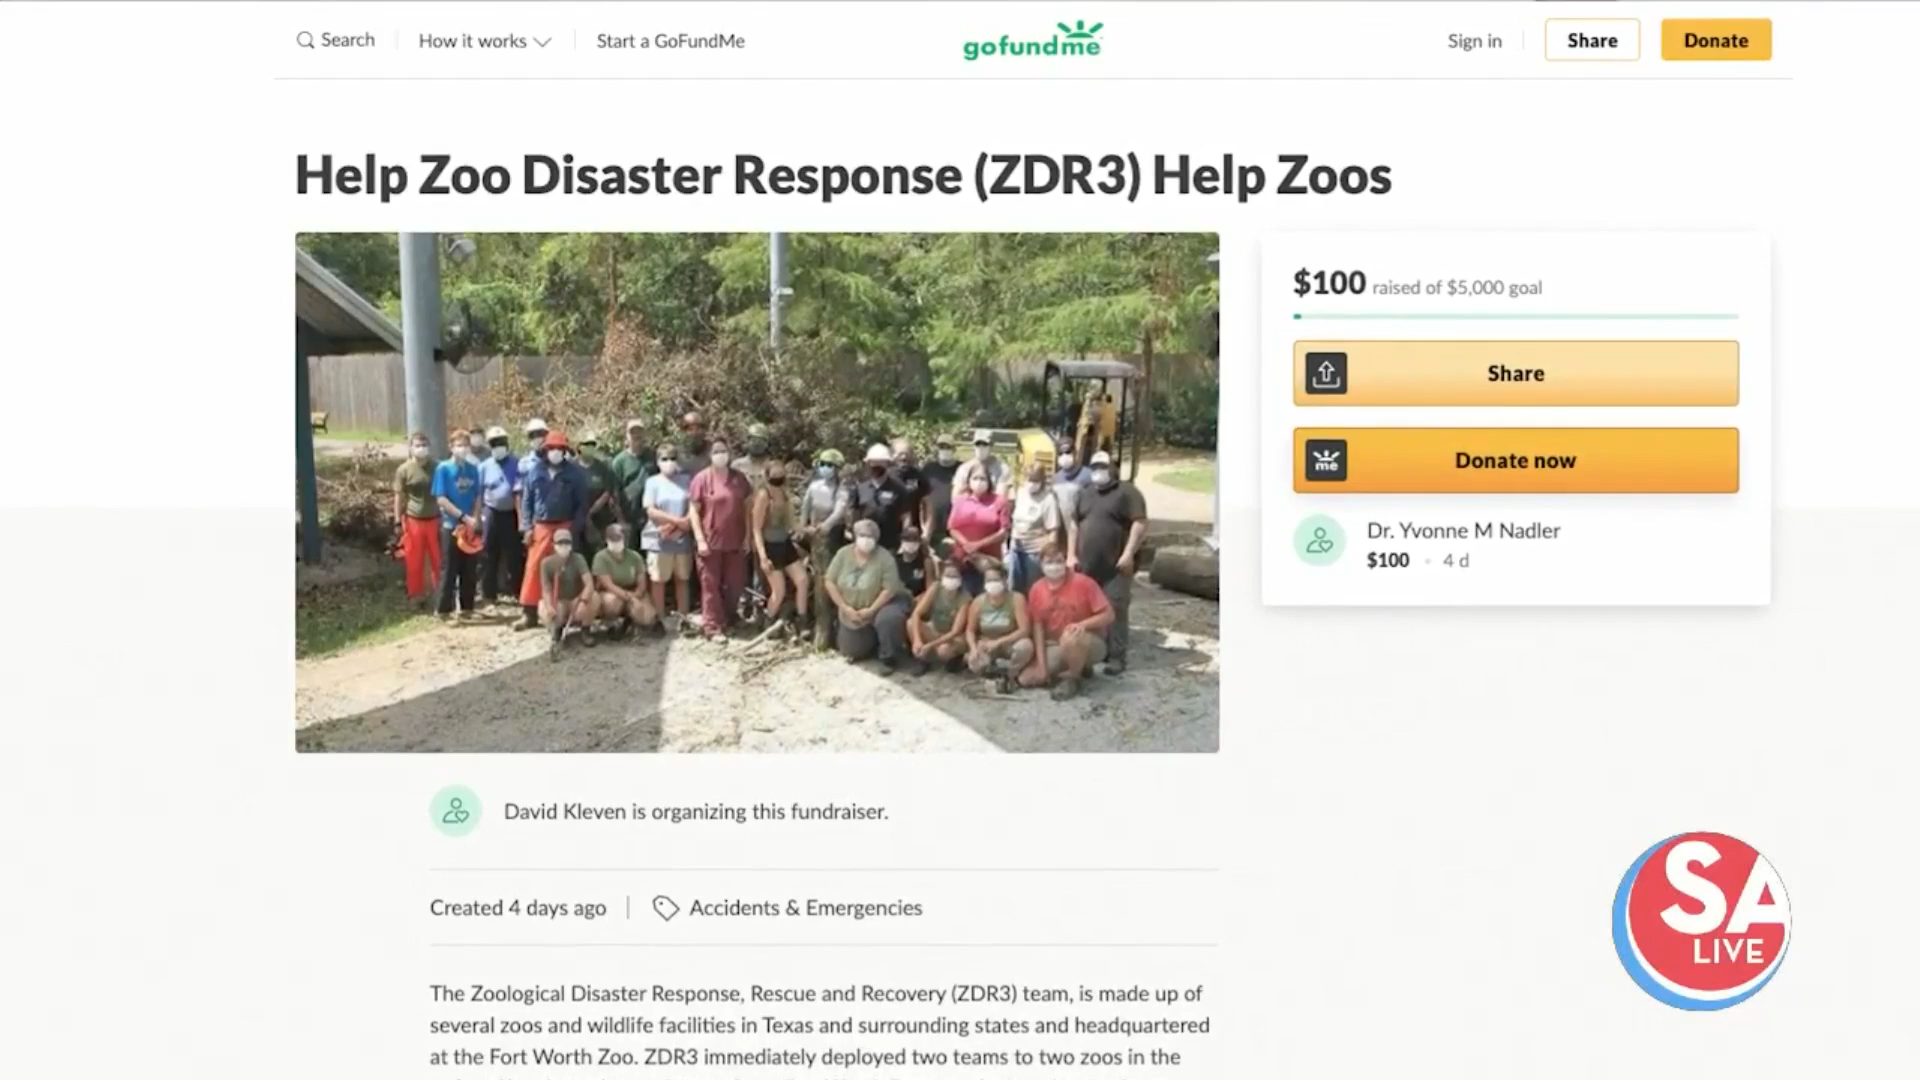 Search
How it works
Start a GoFundMe
gofundme
Sign in
Share
Donate
Help Zoo Disaster Response (ZDR3) Help Zoos
$100 raised of $5,000 goal
Share
me
Donate now
Dr. Yvonne M Nadler
$100 • 4 d
David Kleven is organizing this fundraiser.
Created 4 days ago | Accidents & Emergencies
The Zoological Disaster Response, Rescue and Recovery (ZDR3) team, is made up of
several zoos and wildlife facilities in Texas and surrounding states and headquartered
at the Fort Worth Zoo. ZDR3 immediately deployed two teams to two zoos in the
SA
LIVE